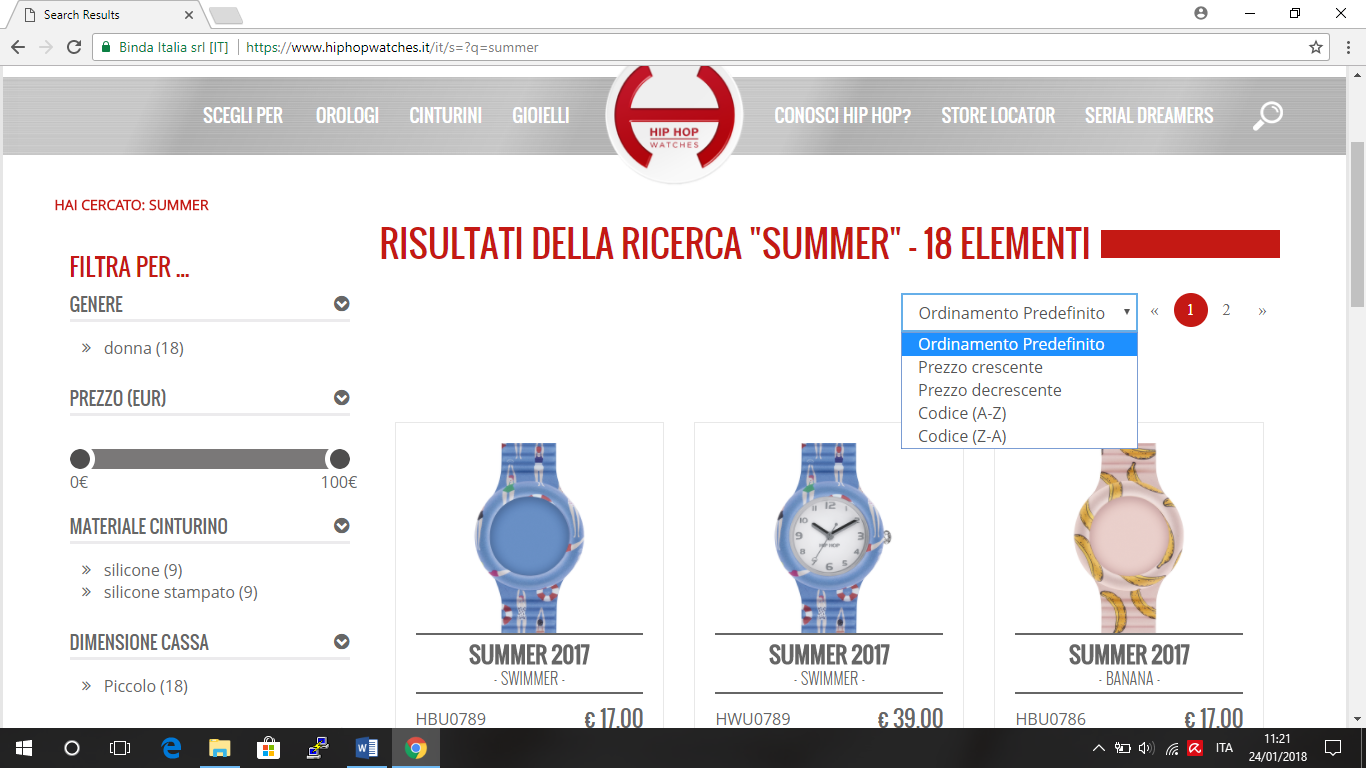 Search Results
Binda Italia srl [IT]
https://www.hiphopwatches.it/it/s=?q=summer
SCEGLI PER
OROLOGI
CINTURINI
GIOIELLI
HIP HOP
WATCHES
CONOSCI HIP HOP?
STORE LOCATOR
SERIAL DREAMERS
HAI CERCATO: SUMMER
RISULTATI DELLA RICERCA "SUMMER" - 18 ELEMENTI
FILTRA PER ...
GENERE
» donna (18)
PREZZO (EUR)
0€ 100€
MATERIALE CINTURINO
» silicone (9)
» silicone stampato (9)
DIMENSIONE CASSA
» Piccolo (18)
Ordinamento Predefinito
« 1 2 »
Ordinamento Predefinito
Prezzo crescente
Prezzo decrescente
Codice (A-Z)
Codice (Z-A)
SUMMER 2017
- SWIMMER -
HBU0789 € 17.00
12
HIP HOP
SUMMER 2017
- SWIMMER -
HWU0789 € 39.00
SUMMER 2017
- BANANA -
HBU0786 € 17.00
ITA
11:21
24/01/2018